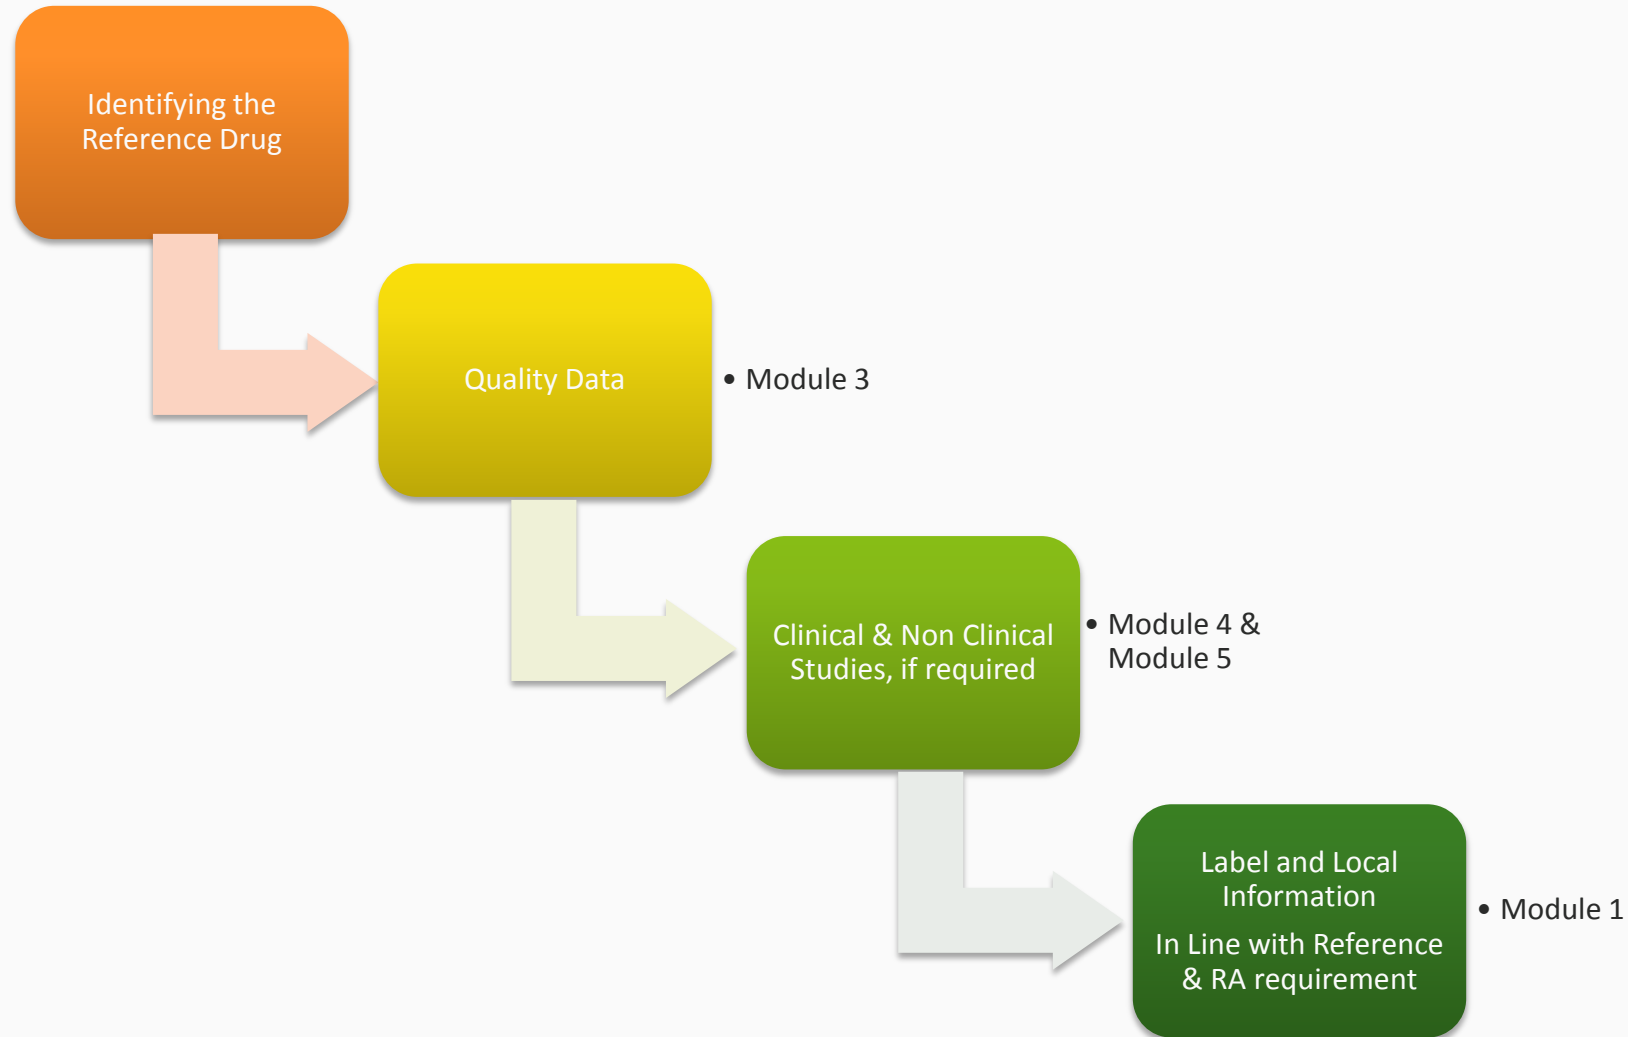 Identifying the
Reference Drug
Quality Data
• Module 3
Clinical & Non Clinical
Studies, if required
• Module 4 &
Module 5
Label and Local
Information
In Line with Reference
& RA requirement
• Module 1